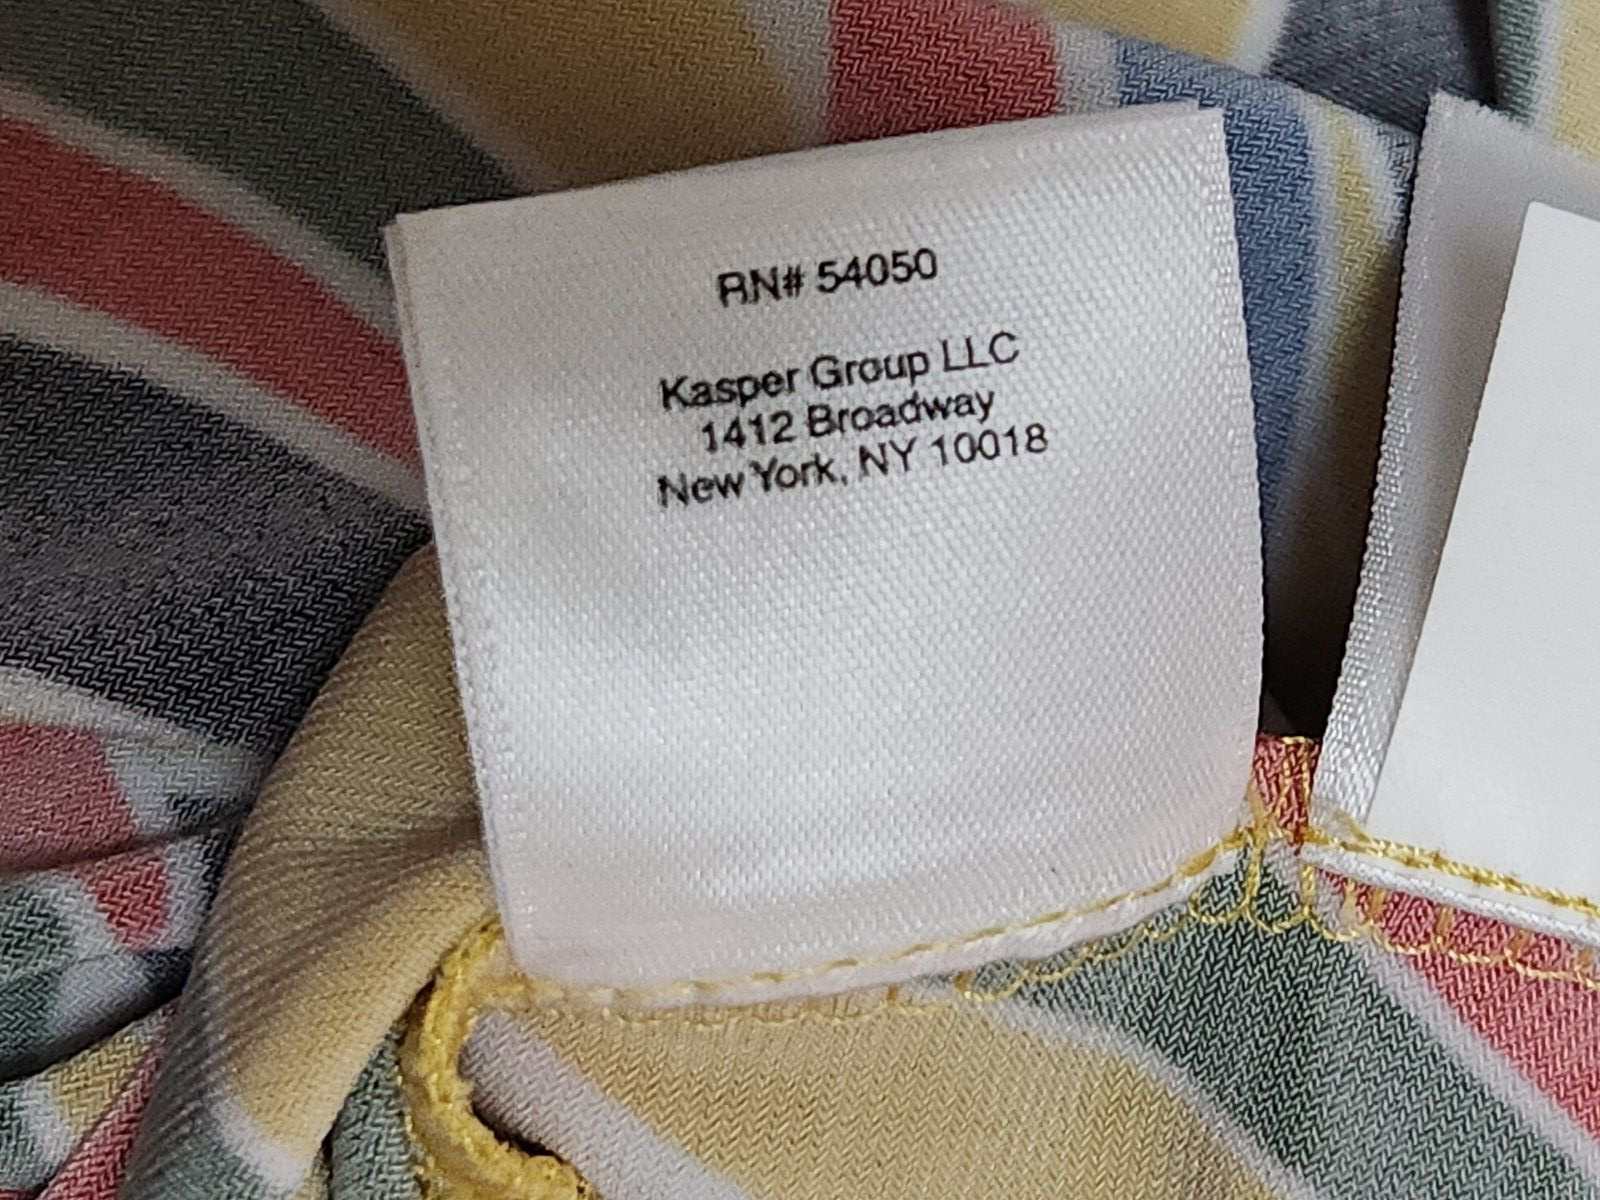 RN# 54050
Kasper Group LLC
1412 Broadway
New York, NY 10018